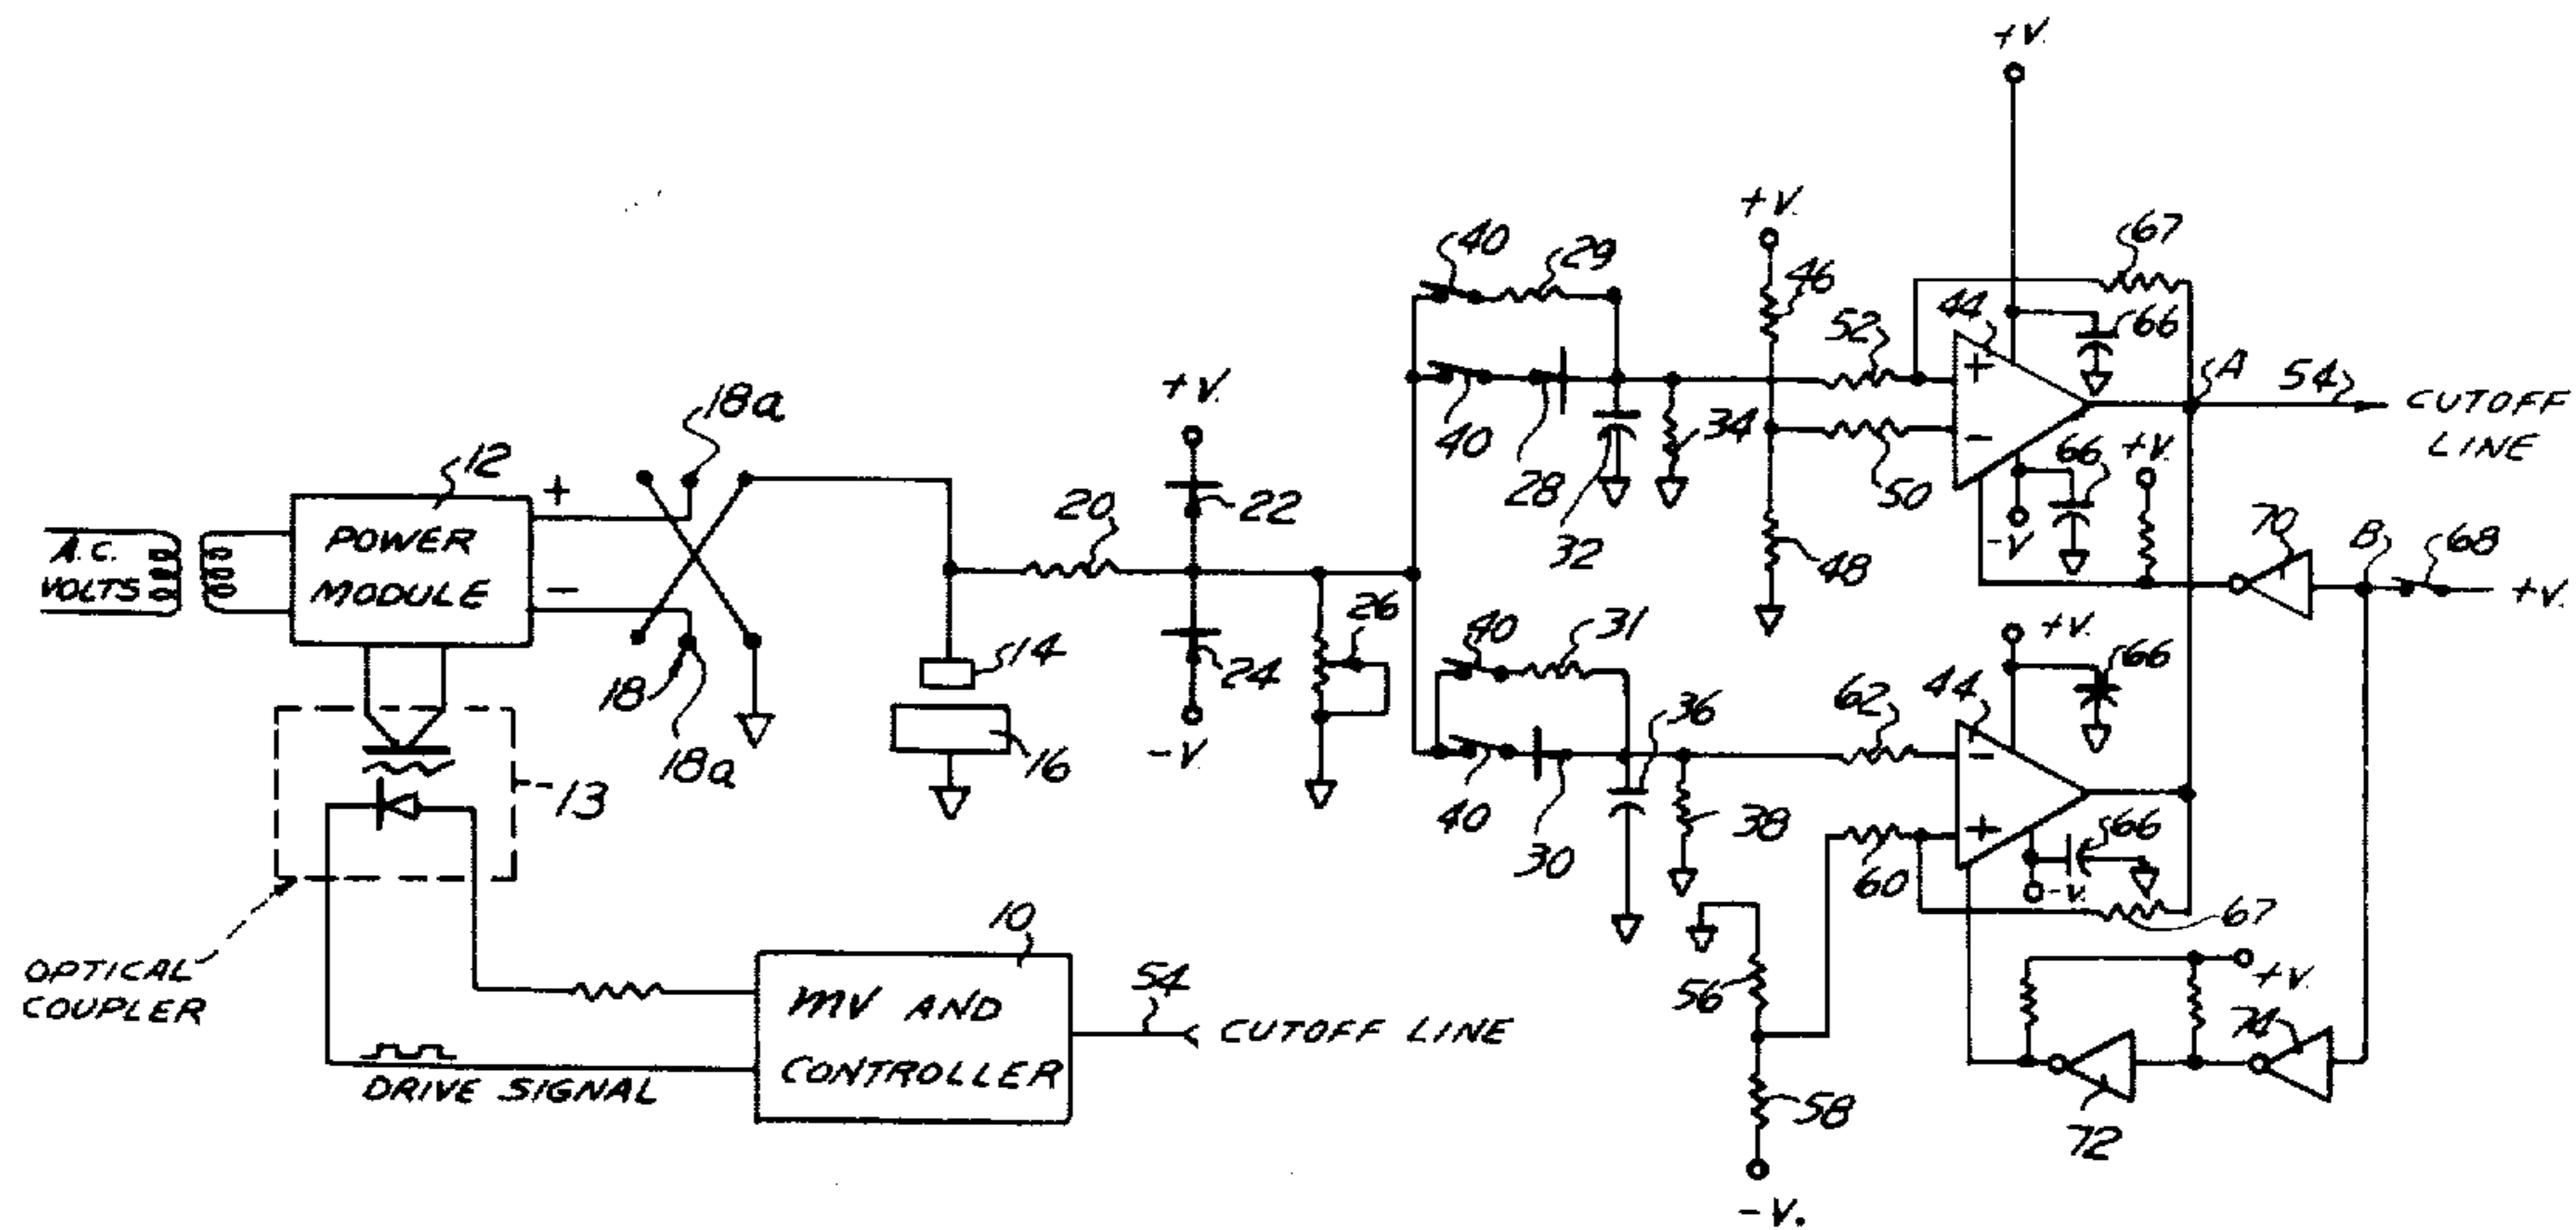 +V.
+V.
40
29
67
46
44
66
52
A
54
CUTOFF
LINE
18a
+V.
12
+
+
20
22
40
28
34
50
-
66
+V.
70
B
68
A.C.
VOLTS
POWER
MODULE
-
32
48
-V
+V.
26
40
31
+V.
66
14
24
18
18a
-V
16
62
44
36
-
13
40
30
38
+
66
60
-V.
67
10
OPTICAL
COUPLER
MV AND
CONTROLLER
54
CUTOFF LINE
56
+V.
74
DRIVE SIGNAL
58
72
-V.